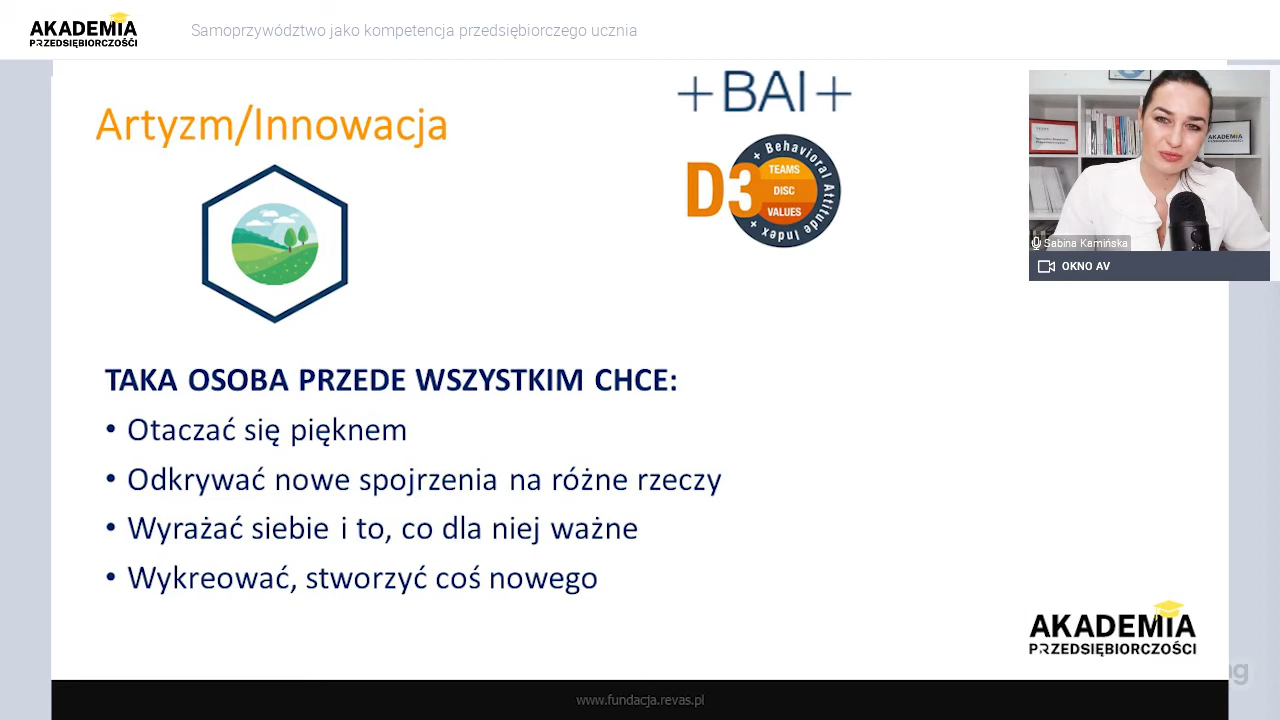 AKADEMIA
PRZEDSIĘBIORCZOŚCI
Samoprzywództwo jako kompetencja przedsiębiorczego ucznia
Artyzm/Innowacja
+BAI+
D3
+ Behavioral Attitude Index +
TEAMS
DISC
VALUES
AKADEMIA
Sabina Kamińska
OKNO AV
TAKA OSOBA PRZEDE WSZYSTKIM CHCE:
• Otaczać się pięknem
• Odkrywać nowe spojrzenia na różne rzeczy
• Wyrażać siebie i to, co dla niej ważne
• Wykreować, stworzyć coś nowego
AKADEMIA
PRZEDSIĘBIORCZOŚCI
www.fundacja.revas.pl